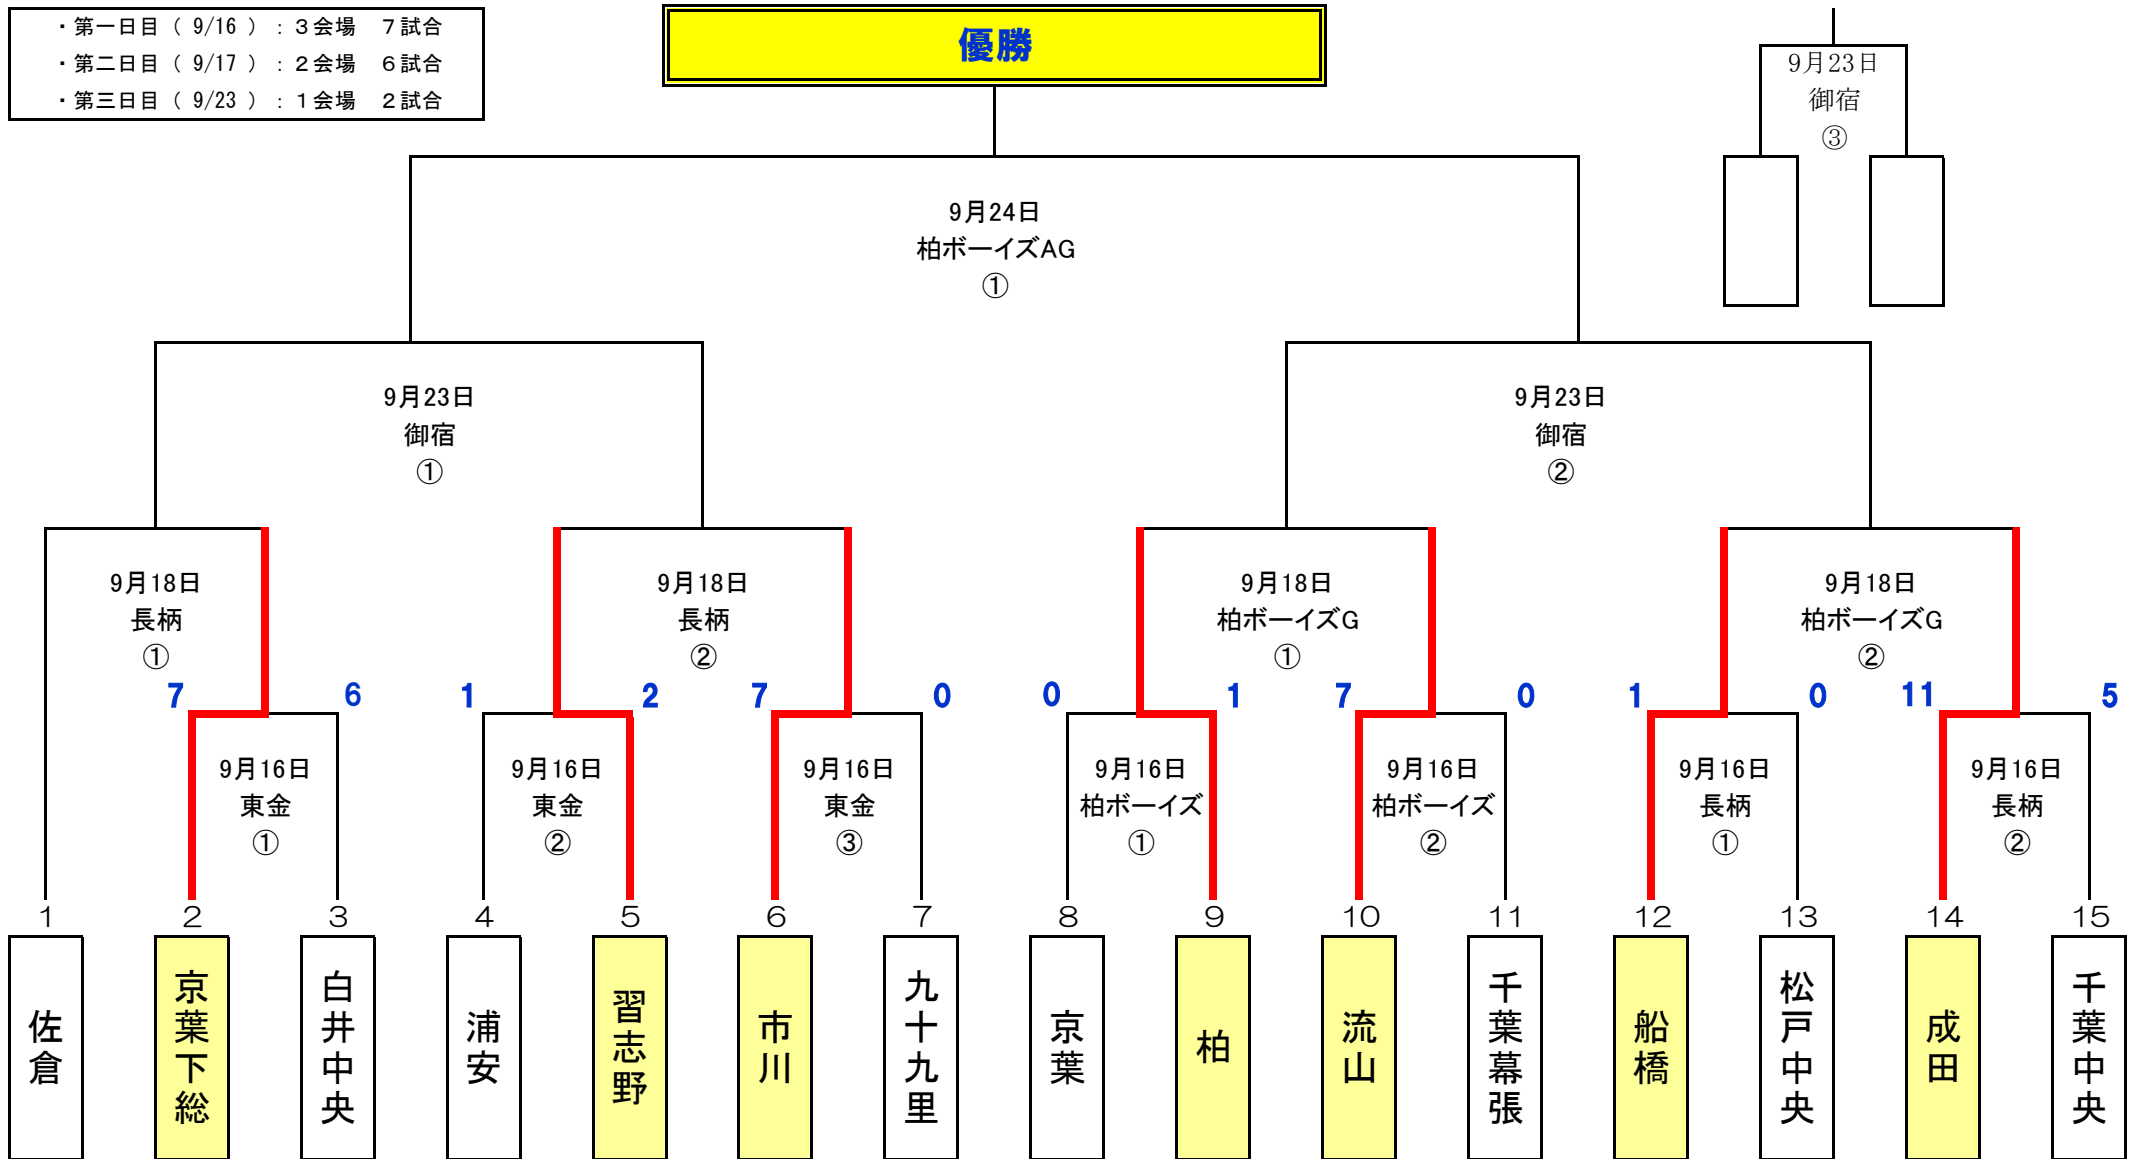 ・第一日目（ 9/16 ）：３会場　７試合
・第二日目（ 9/17 ）：２会場　６試合
・第三日目（ 9/23 ）：１会場　２試合
優勝
9月23日
御宿
③
9月24日
柏ボーイズAG
①
9月23日
御宿
①
9月23日
御宿
②
9月18日
長柄
①
9月18日
長柄
②
9月18日
柏ボーイズG
①
9月18日
柏ボーイズG
②
7 6 1 2 7 0 0 1 7 0 1 0 11 5
9月16日
東金
①
9月16日
東金
②
9月16日
東金
③
9月16日
柏ボーイズ
①
9月16日
柏ボーイズ
②
9月16日
長柄
①
9月16日
長柄
②
1 2 3 4 5 6 7 8 9 10 11 12 13 14 15
佐倉
京葉下総
白井中央
浦安
習志野
市川
九十九里
京葉
柏
流山
千葉幕張
船橋
松戸中央
成田
千葉中央